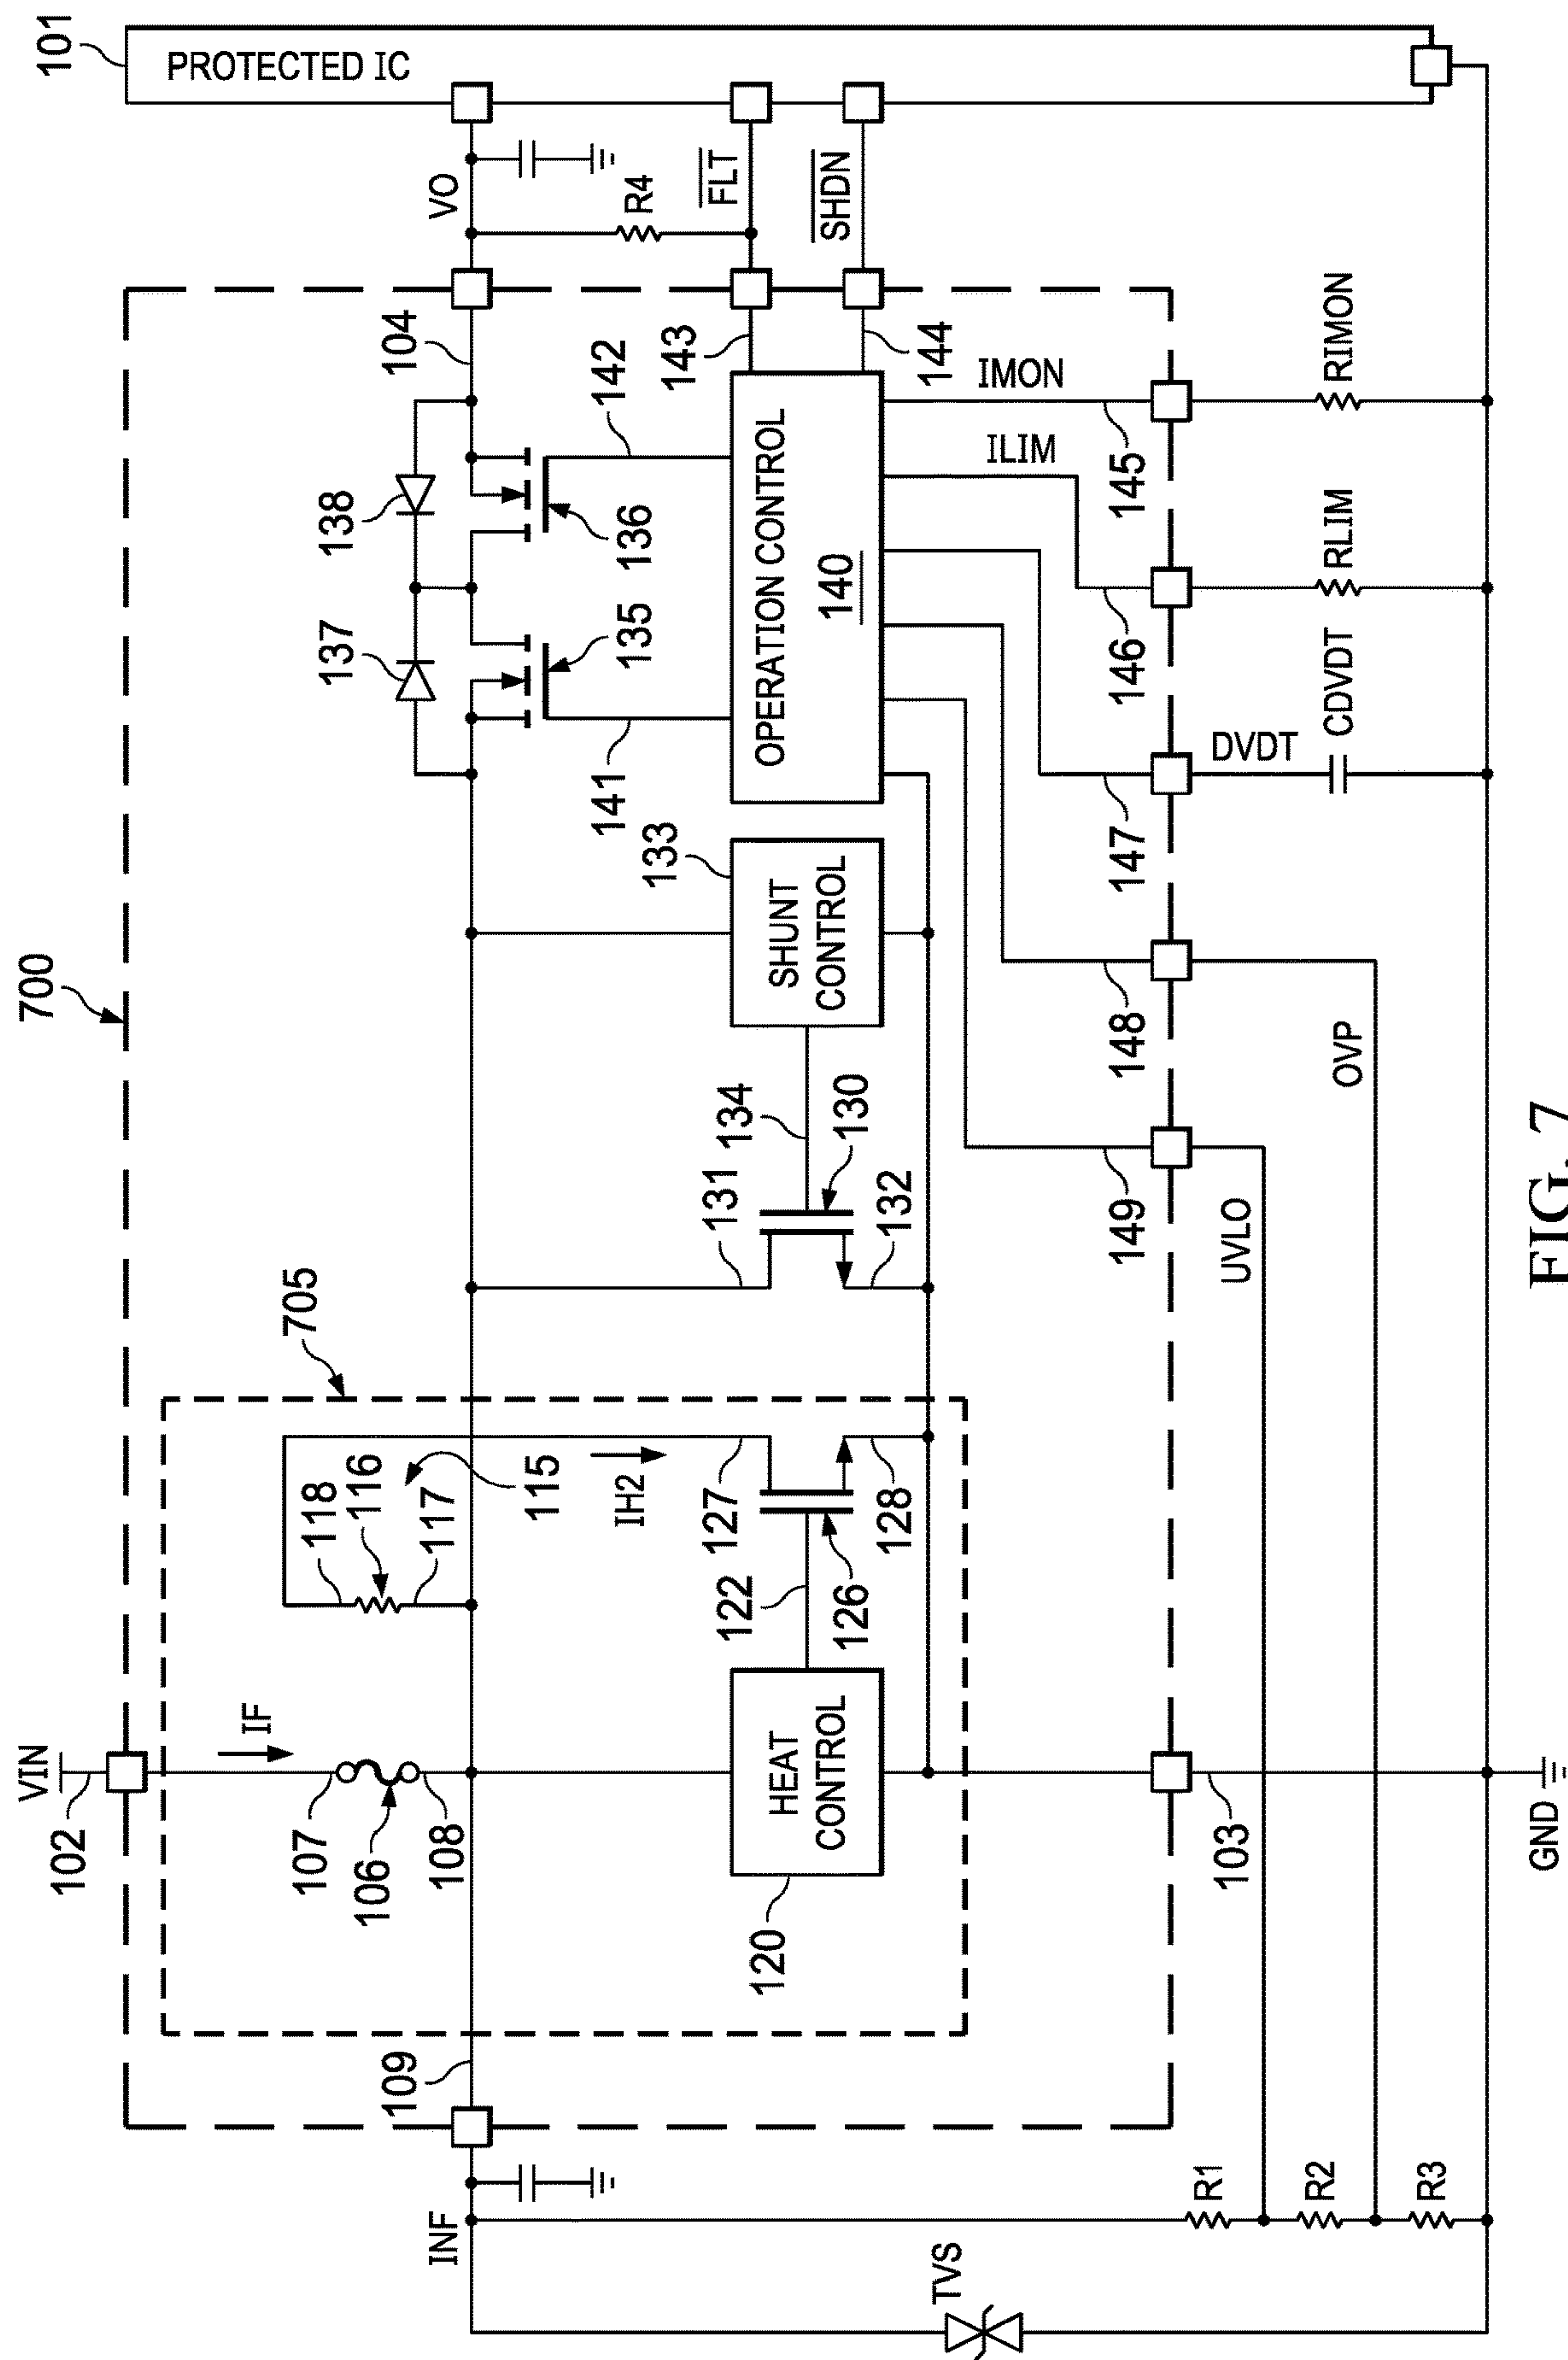 700
VIN
102
IF
107
106
108
109
INF
118
116
117
115
IH2
705
127
122
126
128
HEAT
CONTROL
120
131
134
130
132
SHUNT
CONTROL
133
137
138
104
135
136
141
142
OPERATION CONTROL
140
143
144
VO
R4
FLT
SHDN
101
PROTECTED IC
IMON
145
RIMON
ILIM
146
RLIM
147
DVDT
CDVDT
148
OVP
149
UVLO
103
GND
R1
R2
R3
TVS
FIG. 7